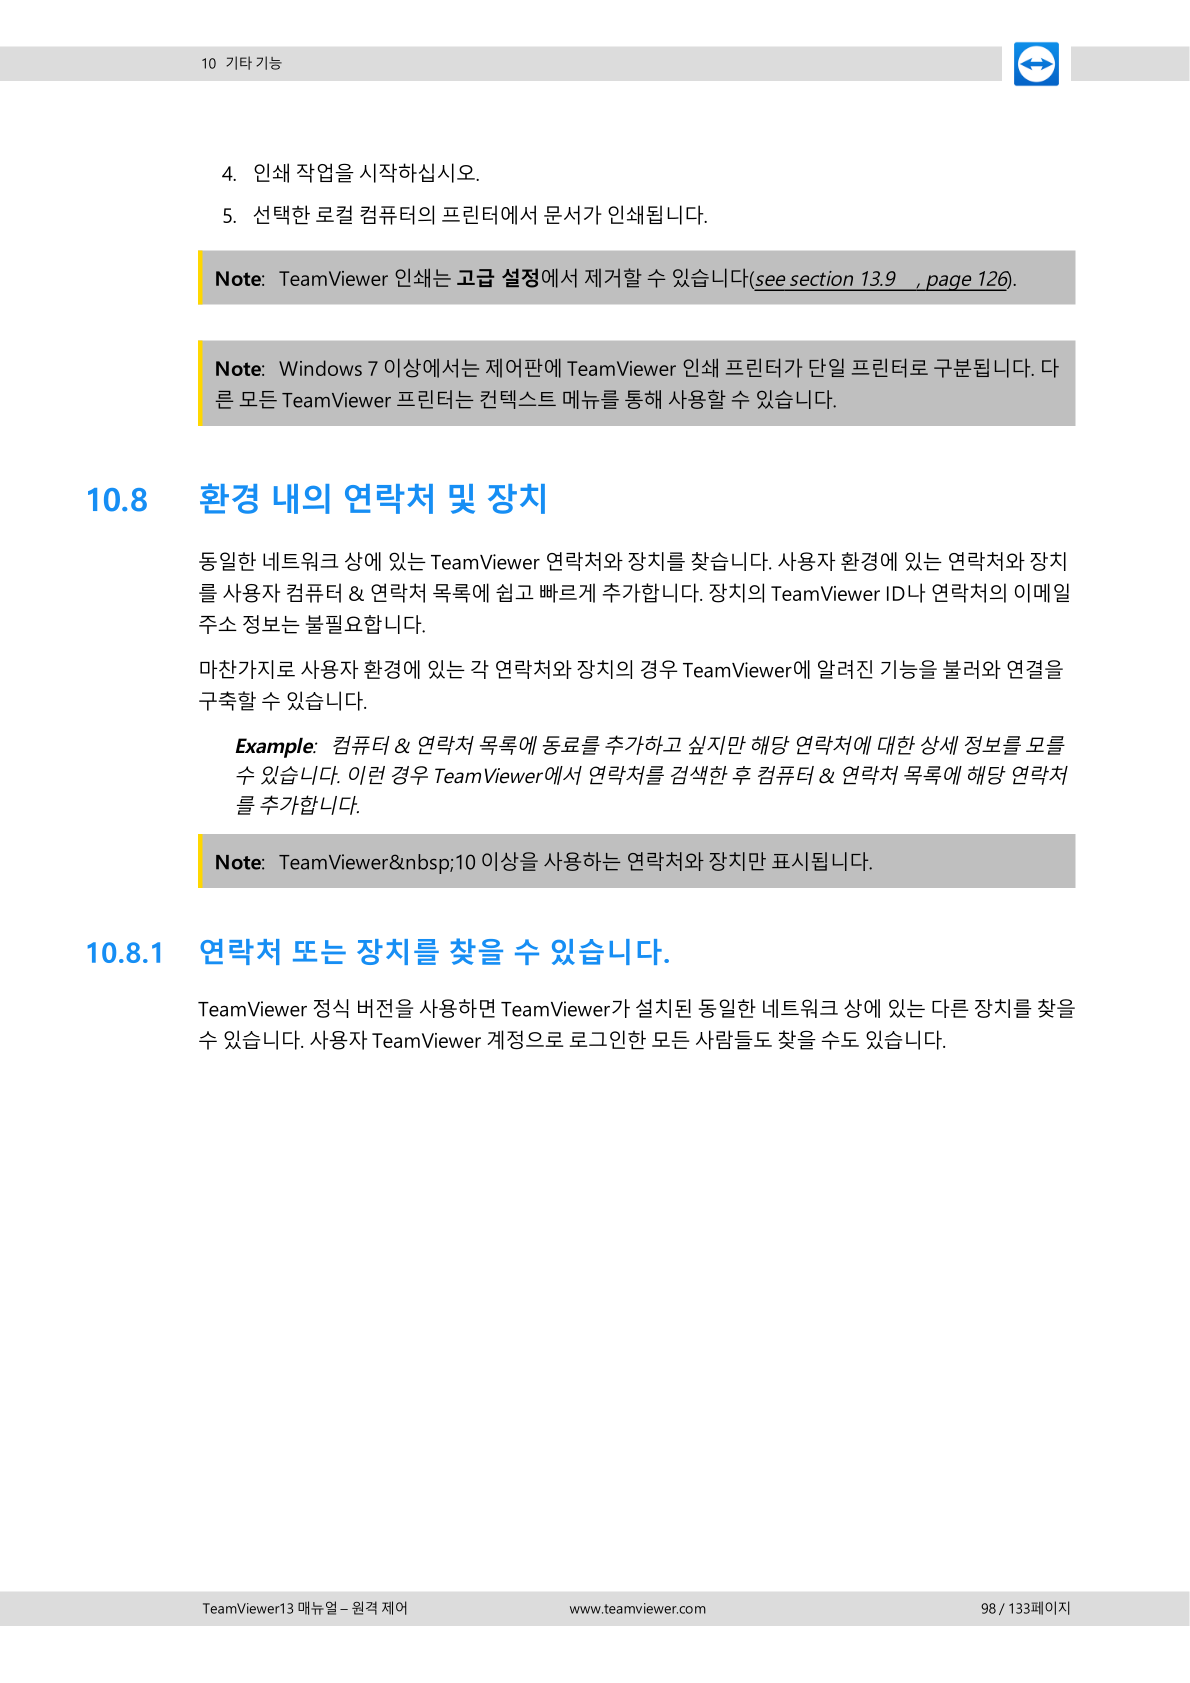 10 기타 기능
4. 인쇄 작업을 시작하십시오.
5. 선택한 로컬 컴퓨터의 프린터에서 문서가 인쇄됩니다.
Note: TeamViewer 인쇄는 고급 설정에서 제거할 수 있습니다(see section 13.9 , page 126).
Note: Windows 7 이상에서는 제어판에 TeamViewer 인쇄 프린터가 단일 프린터로 구분됩니다. 다
른 모든 TeamViewer 프린터는 컨텍스트 메뉴를 통해 사용할 수 있습니다.
10.8 환경 내의 연락처 및 장치
동일한 네트워크 상에 있는 TeamViewer 연락처와 장치를 찾습니다. 사용자 환경에 있는 연락처와 장치
를 사용자 컴퓨터 & 연락처 목록에 쉽고 빠르게 추가합니다. 장치의 TeamViewer ID나 연락처의 이메일
주소 정보는 불필요합니다.
마찬가지로 사용자 환경에 있는 각 연락처와 장치의 경우 TeamViewer에 알려진 기능을 불러와 연결을
구축할 수 있습니다.
Example: 컴퓨터 & 연락처 목록에 동료를 추가하고 싶지만 해당 연락처에 대한 상세 정보를 모를
수 있습니다. 이런 경우 TeamViewer에서 연락처를 검색한 후 컴퓨터 & 연락처 목록에 해당 연락처
를 추가합니다.
Note: TeamViewer&nbsp;10 이상을 사용하는 연락처와 장치만 표시됩니다.
10.8.1 연락처 또는 장치를 찾을 수 있습니다.
TeamViewer 정식 버전을 사용하면 TeamViewer가 설치된 동일한 네트워크 상에 있는 다른 장치를 찾을
수 있습니다. 사용자 TeamViewer 계정으로 로그인한 모든 사람들도 찾을 수도 있습니다.
TeamViewer13 매뉴얼 – 원격 제어 www.teamviewer.com 98 / 133페이지